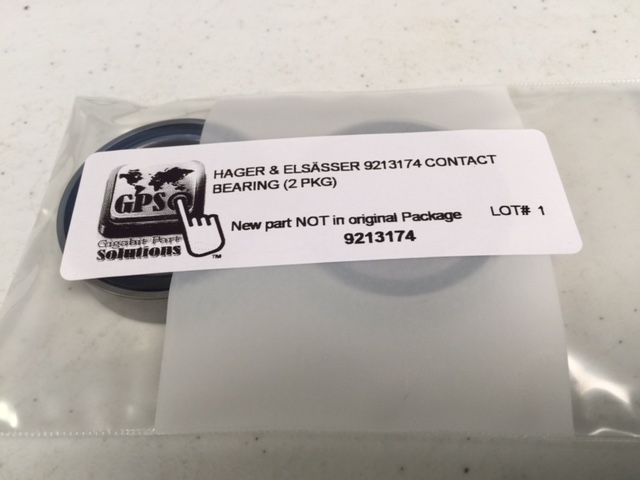 HAGER & ELSÄSSER 9213174 CONTACT
BEARING (2 PKG)
GPS
Gigabit Part
Solutions™
New part NOT in original Package
LOT# 1
9213174